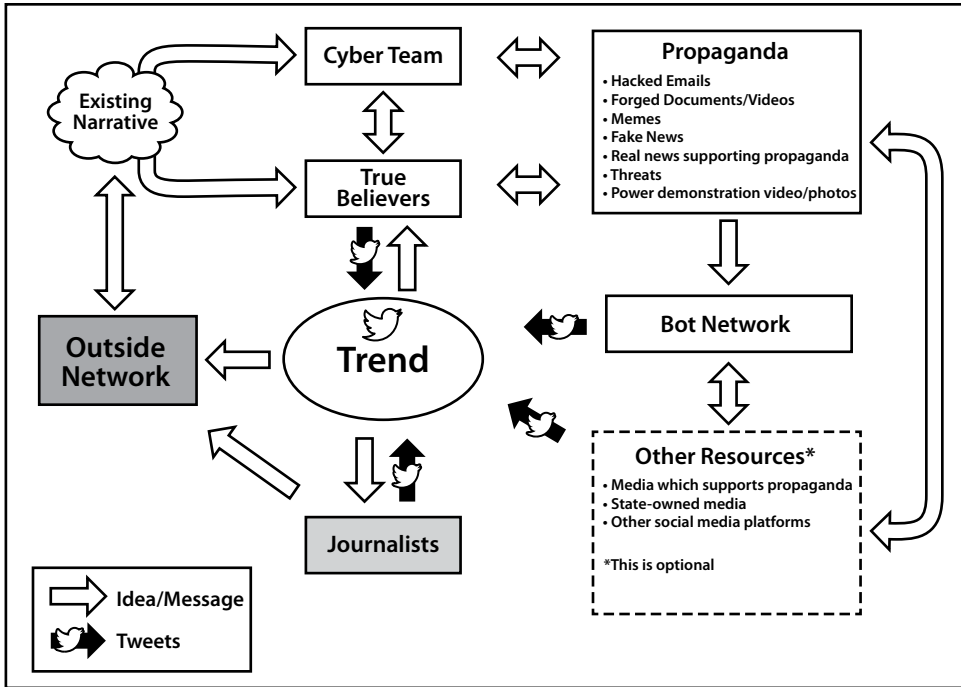 Cyber Team
Propaganda
• Hacked Emails
• Forged Documents/Videos
• Memes
• Fake News
• Real news supporting propaganda
• Threats
• Power demonstration video/photos
Existing
Narrative
True
Believers
Outside
Network
Trend
Bot Network
Other Resources*
• Media which supports propaganda
• State-owned media
• Other social media platforms
*This is optional
Journalists
Idea/Message
Tweets